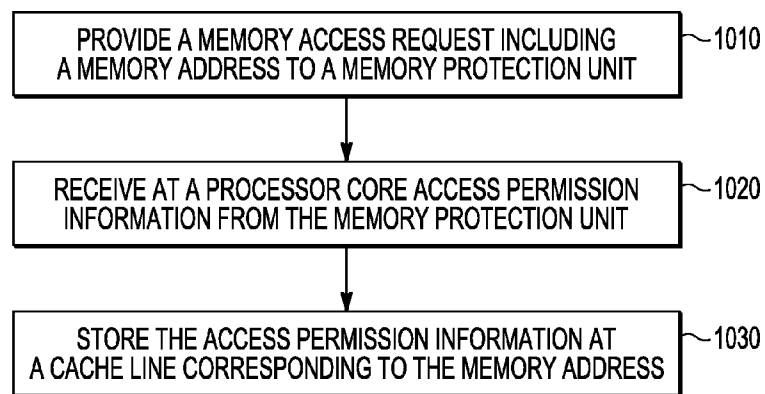 PROVIDE A MEMORY ACCESS REQUEST INCLUDING
A MEMORY ADDRESS TO A MEMORY PROTECTION UNIT
1010
RECEIVE AT A PROCESSOR CORE ACCESS PERMISSION
INFORMATION FROM THE MEMORY PROTECTION UNIT
1020
STORE THE ACCESS PERMISSION INFORMATION AT
A CACHE LINE CORRESPONDING TO THE MEMORY ADDRESS
1030